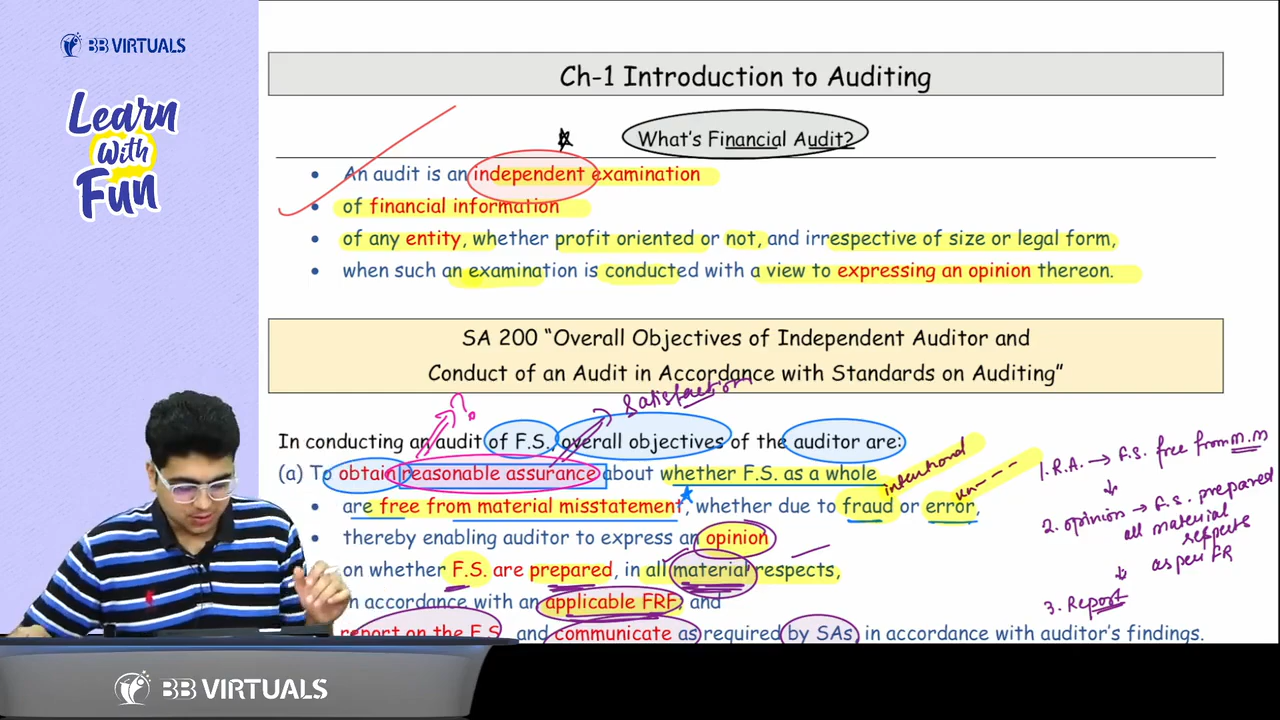 BB VIRTUALS
Learn
With
Fun
Ch-1 Introduction to Auditing
What's Financial Audit?
• An audit is an independent examination
• of financial information
• of any entity, whether profit oriented or not, and irrespective of size or legal form,
• when such an examination is conducted with a view to expressing an opinion thereon.
SA 200 “Overall Objectives of Independent Auditor and
Conduct of an Audit in Accordance with Standards on Auditing”
Satisfaction
?
In conducting an audit of F.S., overall objectives of the auditor are:
intentional
un---
(a) To obtain reasonable assurance about whether F.S. as a whole
• are free from material misstatement, whether due to fraud or error,
• thereby enabling auditor to express an opinion
• on whether F.S. are prepared, in all material respects,
in accordance with an applicable FRF, and
report on the F.S. and communicate as required by SAs, in accordance with auditor's findings.
1. R.A. → F.S. free from m.m
↓
2. opinion → F.S. prepared
all material
respects
as per FR
↓
3. Report
BB VIRTUALS